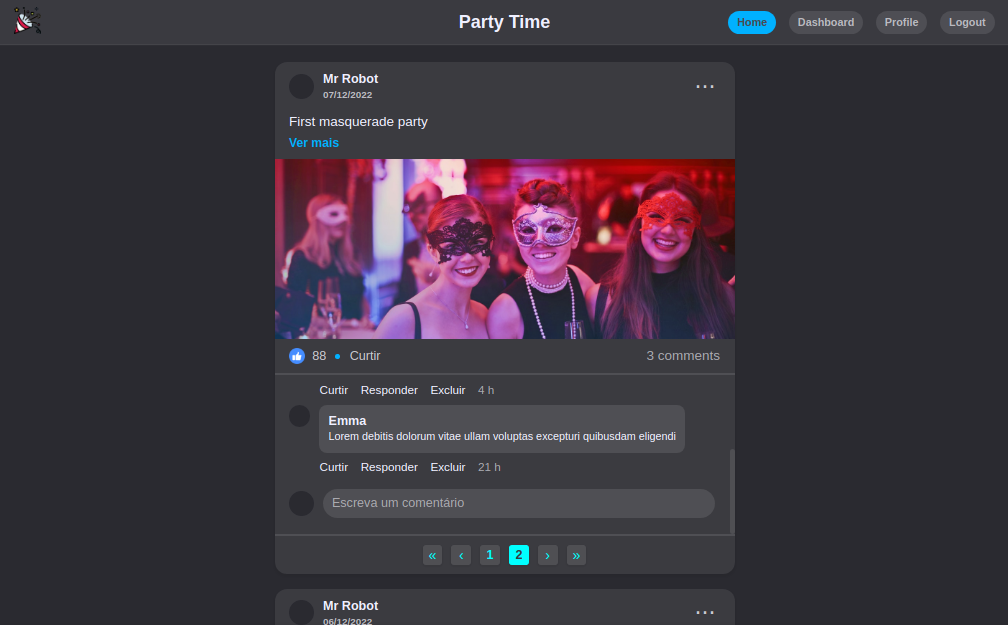 Party Time
Home
Dashboard
Profile
Logout
Mr Robot
07/12/2022
...
First masquerade party
Ver mais
88 • Curtir
3 comments
Curtir Responder Excluir 4 h
Emma
Lorem debitis dolorum vitae ullam voluptas excepturi quibusdam eligendi
Curtir Responder Excluir 21 h
Escreva um comentário
« ‹ 1 2 › »
Mr Robot
06/12/2022
...